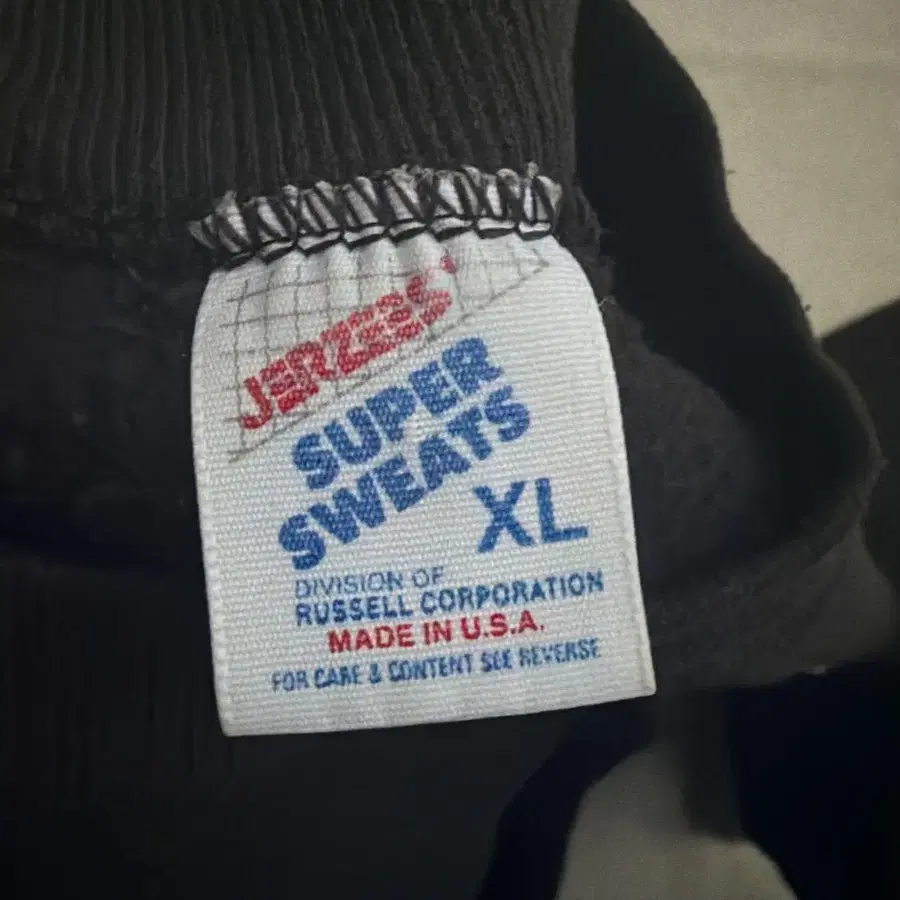 JERZEES
SUPER
SWEATS
XL
DIVISION OF
RUSSELL CORPORATION
MADE IN U.S.A.
FOR CARE & CONTENT SEE REVERSE